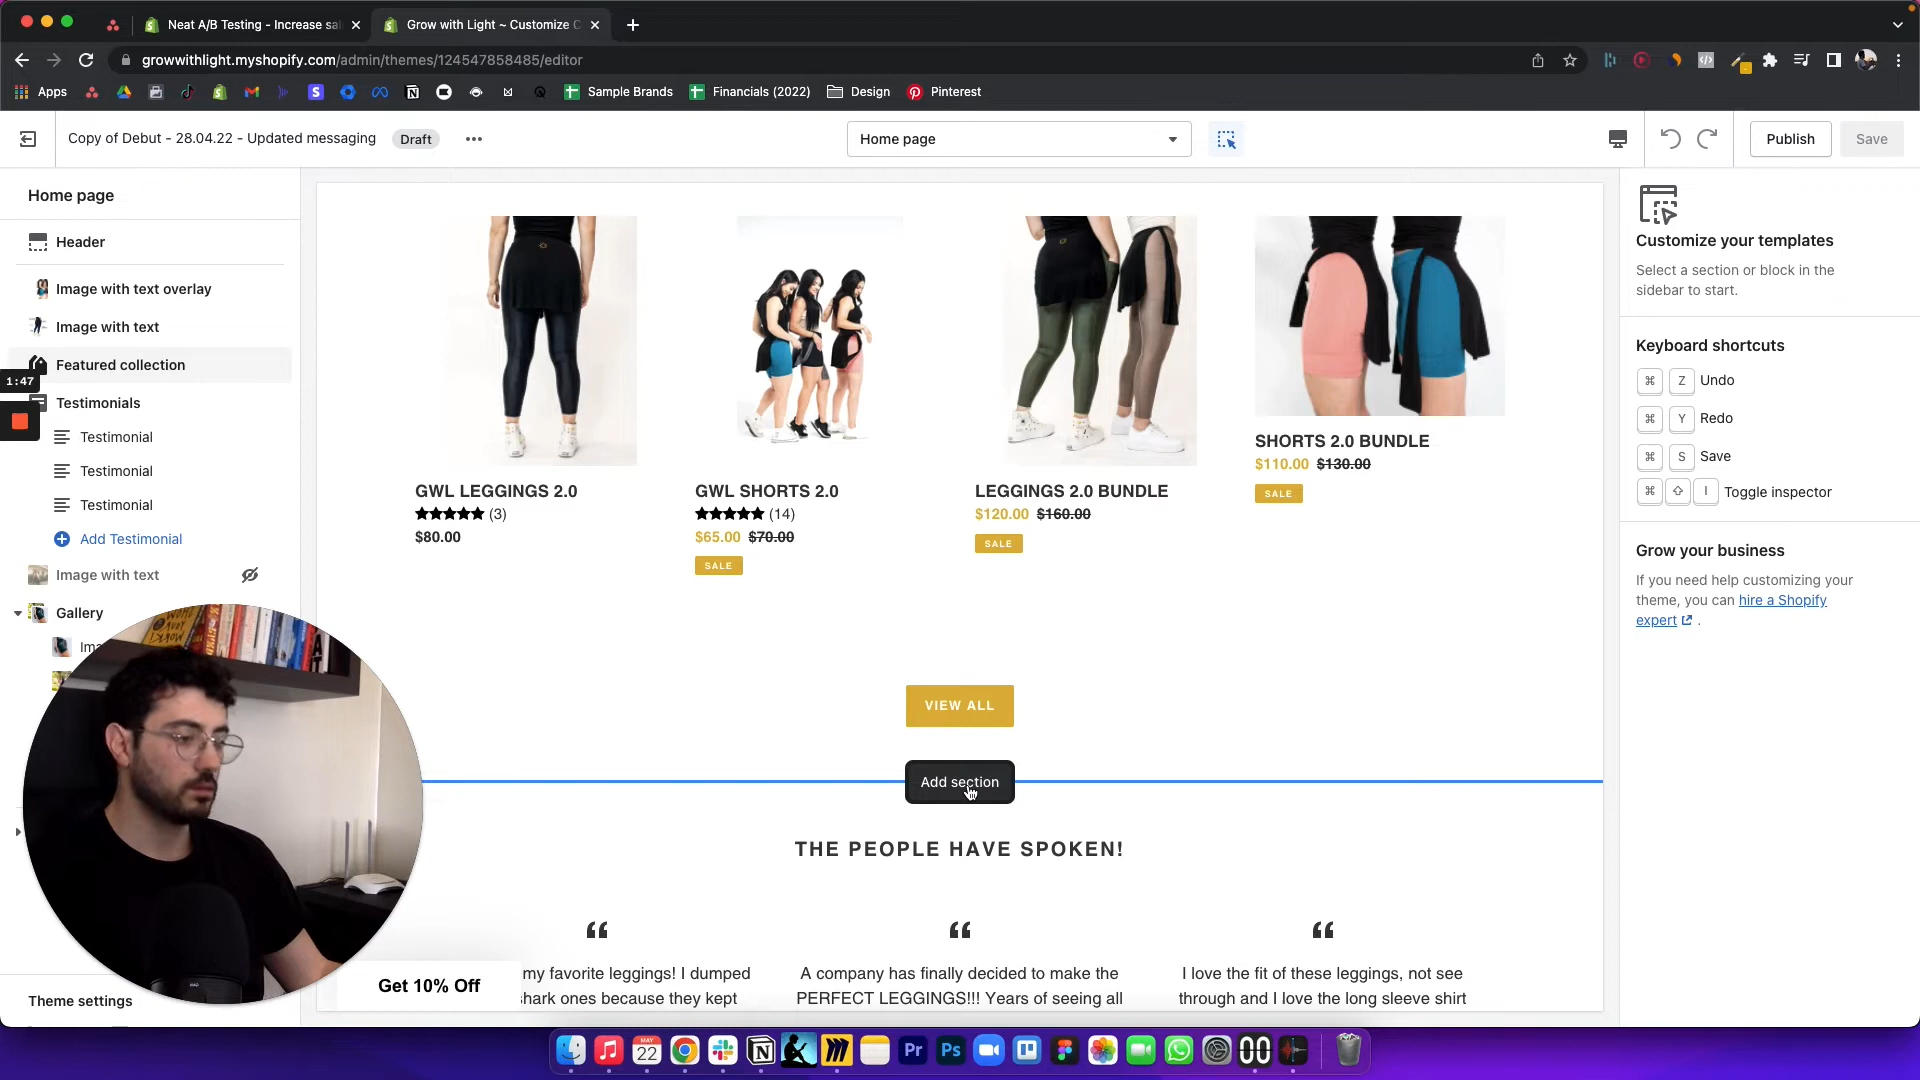 Neat A/B Testing - Increase sa
Grow with Light ~ Customize C
growwithlight.myshopify.com/admin/themes/124547858485/editor
Apps
Sample Brands
Financials (2022)
Design
Pinterest
Copy of Debut - 28.04.22 - Updated messaging
Draft
Home page
Publish
Save
Home page
Header
Image with text overlay
Image with text
Featured collection
1:47
Testimonials
Testimonial
Testimonial
Testimonial
Add Testimonial
Image with text
Gallery
Ima
Theme settings
GWL LEGGINGS 2.0
(3)
$80.00
GWL SHORTS 2.0
(14)
$65.00 $70.00
SALE
LEGGINGS 2.0 BUNDLE
$120.00 $160.00
SALE
SHORTS 2.0 BUNDLE
$110.00 $130.00
SALE
VIEW ALL
Add section
THE PEOPLE HAVE SPOKEN!
“
my favorite leggings! I dumped
hark ones because they kept
“
A company has finally decided to make the
PERFECT LEGGINGS!!! Years of seeing all
“
I love the fit of these leggings, not see
through and I love the long sleeve shirt
Get 10% Off
Customize your templates
Select a section or block in the
sidebar to start.
Keyboard shortcuts
⌘ Z Undo
⌘ Y Redo
⌘ S Save
⌘ ⇧ I Toggle inspector
Grow your business
If you need help customizing your
theme, you can hire a Shopify
expert .
MAY
22
Pr
Ps